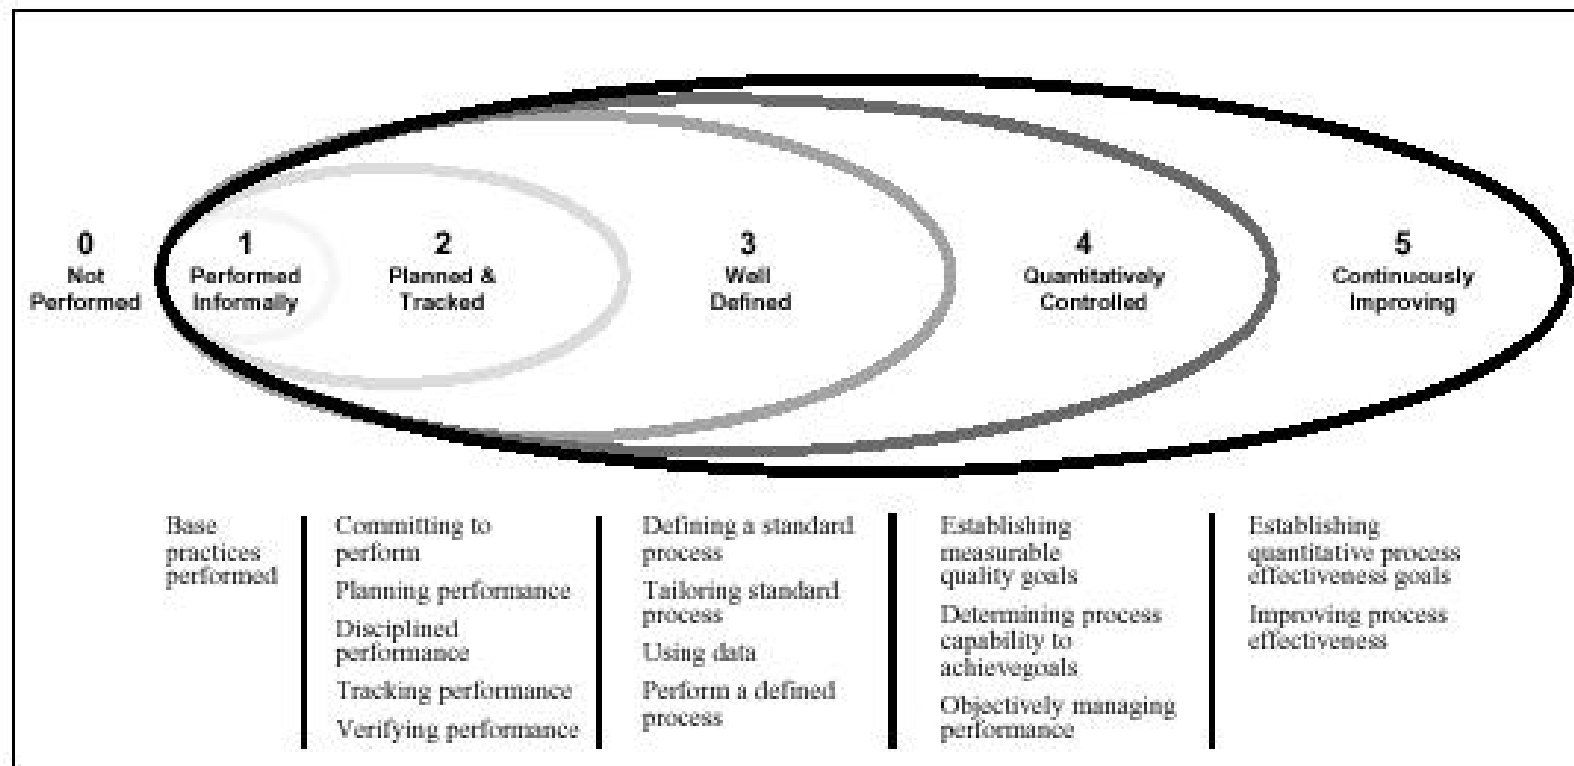 0
Not
Performed
1
Performed
Informally
2
Planned &
Tracked
3
Well
Defined
4
Quantitatively
Controlled
5
Continuously
Improving
Base
practices
performed
Committing to
perform
Planning performance
Disciplined
performance
Tracking performance
Verifying performance
Defining a standard
process
Tailoring standard
process
Using data
Perform a defined
process
Establishing
measurable
quality goals
Determining process
capability to
achievegoals
Objectively managing
performance
Establishing
quantitative process
effectiveness goals
Improving process
effectiveness